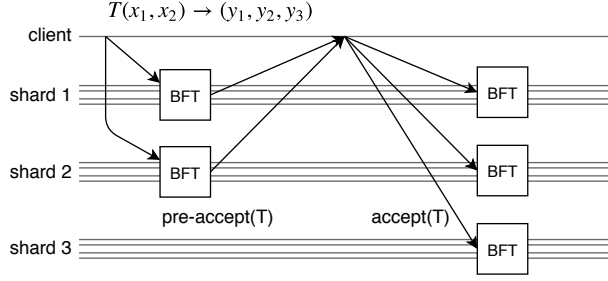 T(x₁, x₂) → (y₁, y₂, y₃)
client
shard 1
BFT
BFT
shard 2
BFT
BFT
pre-accept(T)
accept(T)
shard 3
BFT